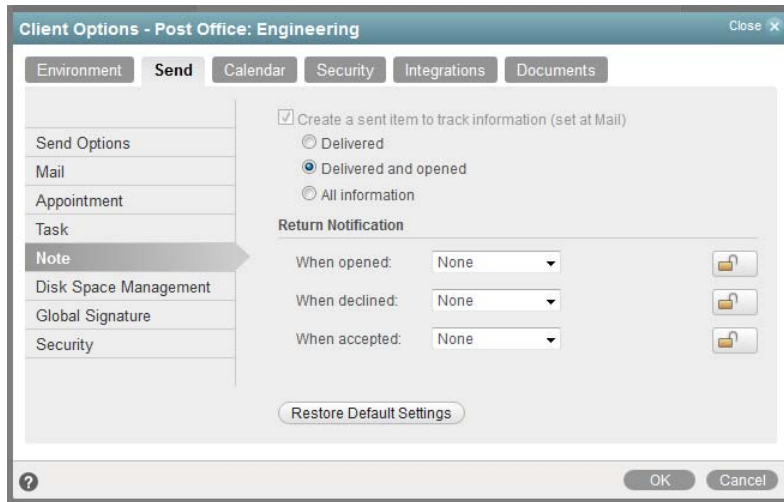 Client Options - Post Office: Engineering
Close
Environment Send Calendar Security Integrations Documents
Create a sent item to track information (set at Mail)
Delivered
Delivered and opened
All information
Send Options
Mail
Appointment
Task
Note
Disk Space Management
Global Signature
Security
Return Notification
When opened: None
When declined: None
When accepted: None
Restore Default Settings
? OK Cancel